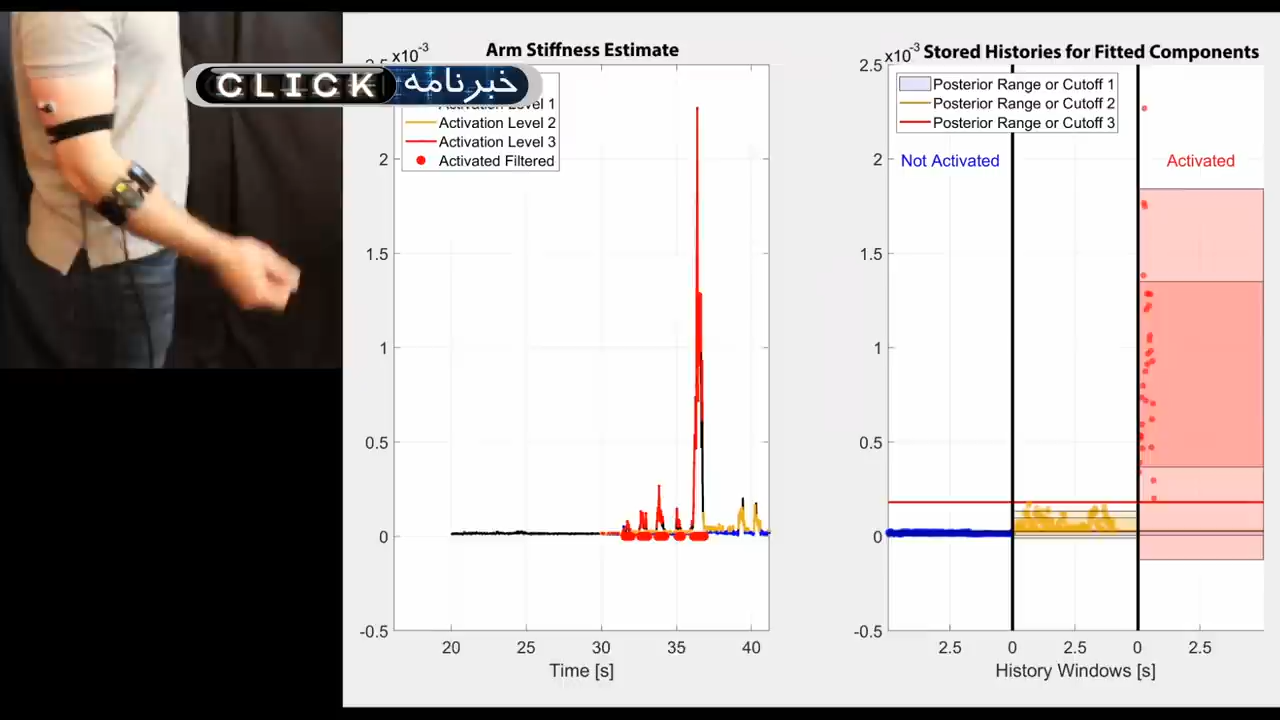 CLICK خبرنامه
Arm Stiffness Estimate
x10-3
2
1.5
1
0.5
0
-0.5
Activation Level 1
Activation Level 2
Activation Level 3
Activated Filtered
20 25 30 35 40
Time [s]
Stored Histories for Fitted Components
x10-3
2.5
2
1.5
1
0.5
0
-0.5
Posterior Range or Cutoff 1
Posterior Range or Cutoff 2
Posterior Range or Cutoff 3
Not Activated
Activated
2.5 0 2.5 0 2.5
History Windows [s]